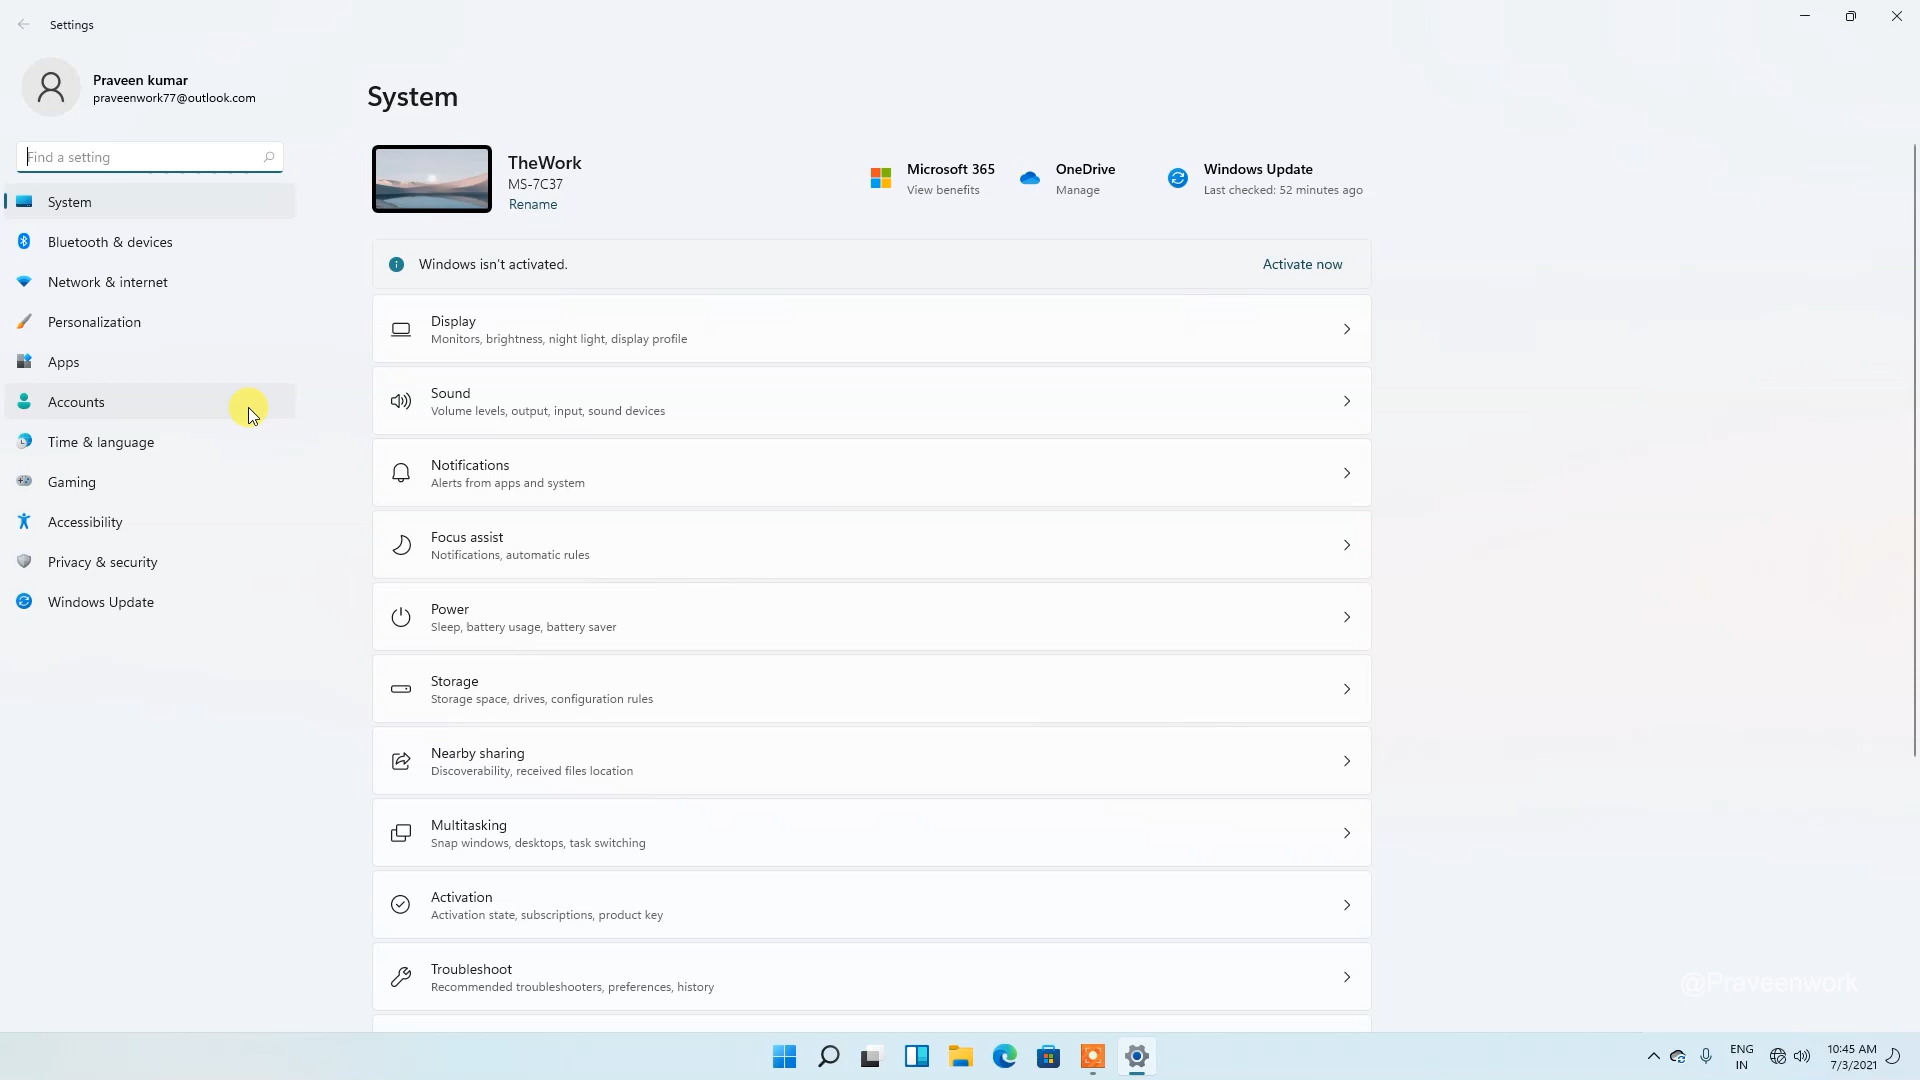 Settings
Praveen kumar
praveenwork77@outlook.com
Find a setting
System
Bluetooth & devices
Network & internet
Personalization
Apps
Accounts
Time & language
Gaming
Accessibility
Privacy & security
Windows Update
System
TheWork
MS-7C37
Rename
Microsoft 365
View benefits
OneDrive
Manage
Windows Update
Last checked: 52 minutes ago
Windows isn't activated.
Activate now
Display
Monitors, brightness, night light, display profile
Sound
Volume levels, output, input, sound devices
Notifications
Alerts from apps and system
Focus assist
Notifications, automatic rules
Power
Sleep, battery usage, battery saver
Storage
Storage space, drives, configuration rules
Nearby sharing
Discoverability, received files location
Multitasking
Snap windows, desktops, task switching
Activation
Activation state, subscriptions, product key
Troubleshoot
Recommended troubleshooters, preferences, history
@Praveenwork
ENG
IN
10:45 AM
7/3/2021